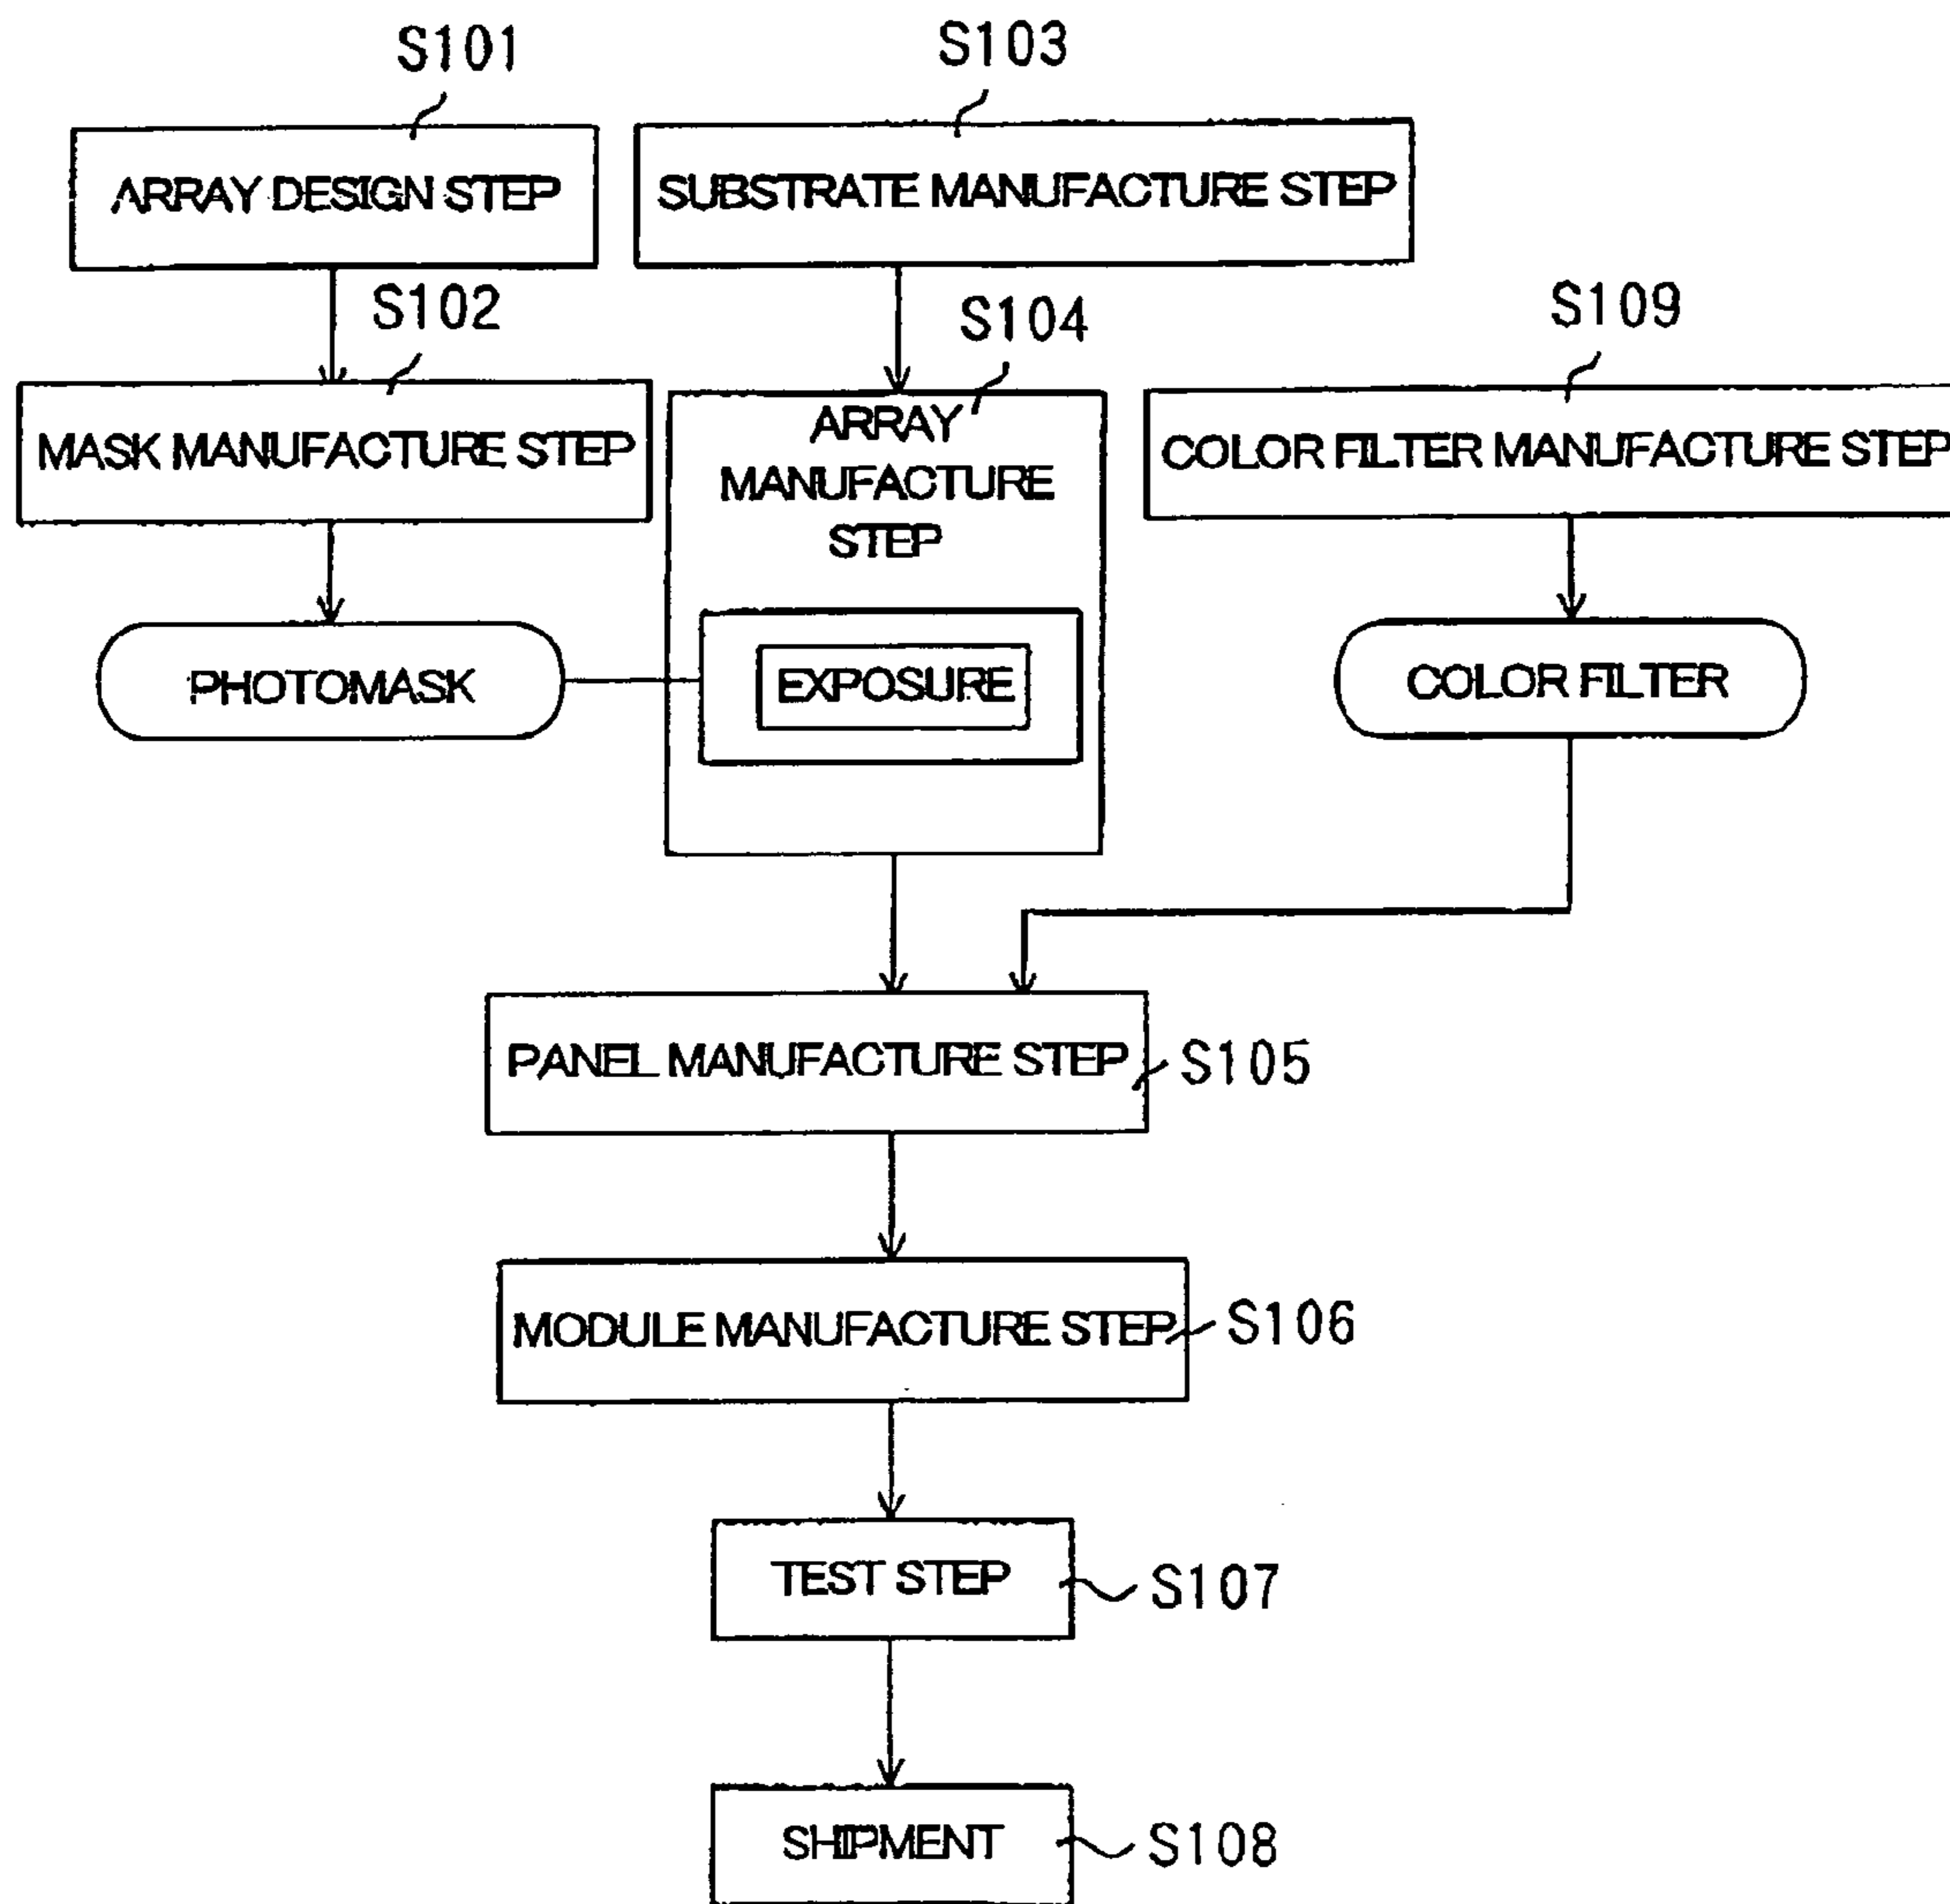 S101
S103
ARRAY DESIGN STEP
SUBSTRATE MANUFACTURE STEP
S102
S104
S109
MASK MANUFACTURE STEP
ARRAY
MANUFACTURE
STEP
COLOR FILTER MANUFACTURE STEP
PHOTOMASK
EXPOSURE
COLOR FILTER
PANEL MANUFACTURE STEP
S105
MODULE MANUFACTURE STEP
S106
TEST STEP
S107
SHIPMENT
S108